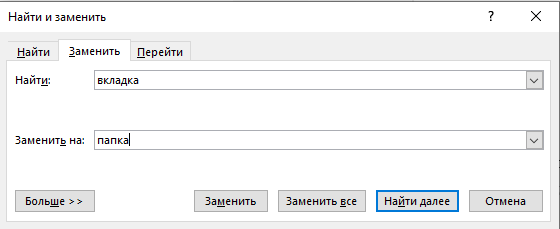 Найти и заменить
?
Найти Заменить Перейти
Найти: вкладка
Заменить на: папка
Больше >> Заменить Заменить все Найти далее Отмена